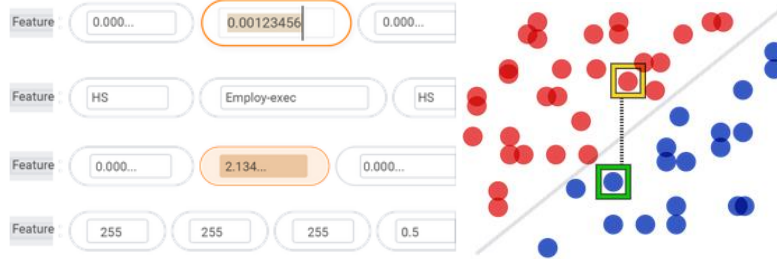 Feature 0.000... 0.00123456 0.000...
Feature HS Employ-exec HS
Feature 0.000... 2.134... 0.000...
Feature 255 255 255 0.5